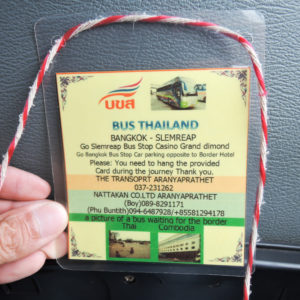 บขส
BUS THAILAND
BANGKOK - SLEMREAP
Go Slemreap Bus Stop Casino Grand dimond
Go Bangkok Bus Stop Car parking opposite to Border Hotel
Please: You need to hang the provided
Card during the journey Thank you.
THE TRANSOPRT ARANYAPRATHET
037-231262
NATTAKAN CO.LTD ARANYAPRATHET
(Boy)089-8291171
(Phu Buntith)094-6487928/+85581294178
a picture of a bus waiting for the border
Thai Combodia